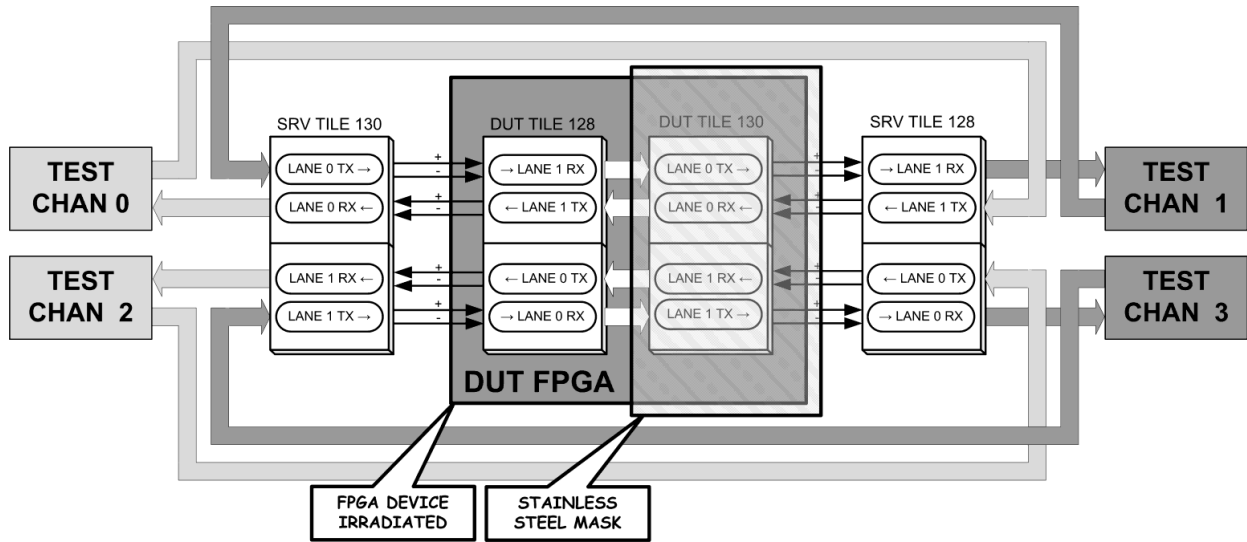 SRV TILE 130
DUT TILE 128
DUT TILE 130
SRV TILE 128
TEST
CHAN 0
LANE 0 TX →
+
-
→ LANE 1 RX
LANE 0 TX →
+
-
→ LANE 1 RX
TEST
CHAN 1
LANE 0 RX ←
+
-
← LANE 1 TX
LANE 0 RX ←
+
-
← LANE 1 TX
TEST
CHAN 2
LANE 1 RX ←
+
-
← LANE 0 TX
LANE 1 RX ←
+
-
← LANE 0 TX
TEST
CHAN 3
LANE 1 TX →
+
-
→ LANE 0 RX
LANE 1 TX →
+
-
→ LANE 0 RX
DUT FPGA
FPGA DEVICE
IRRADIATED
STAINLESS
STEEL MASK